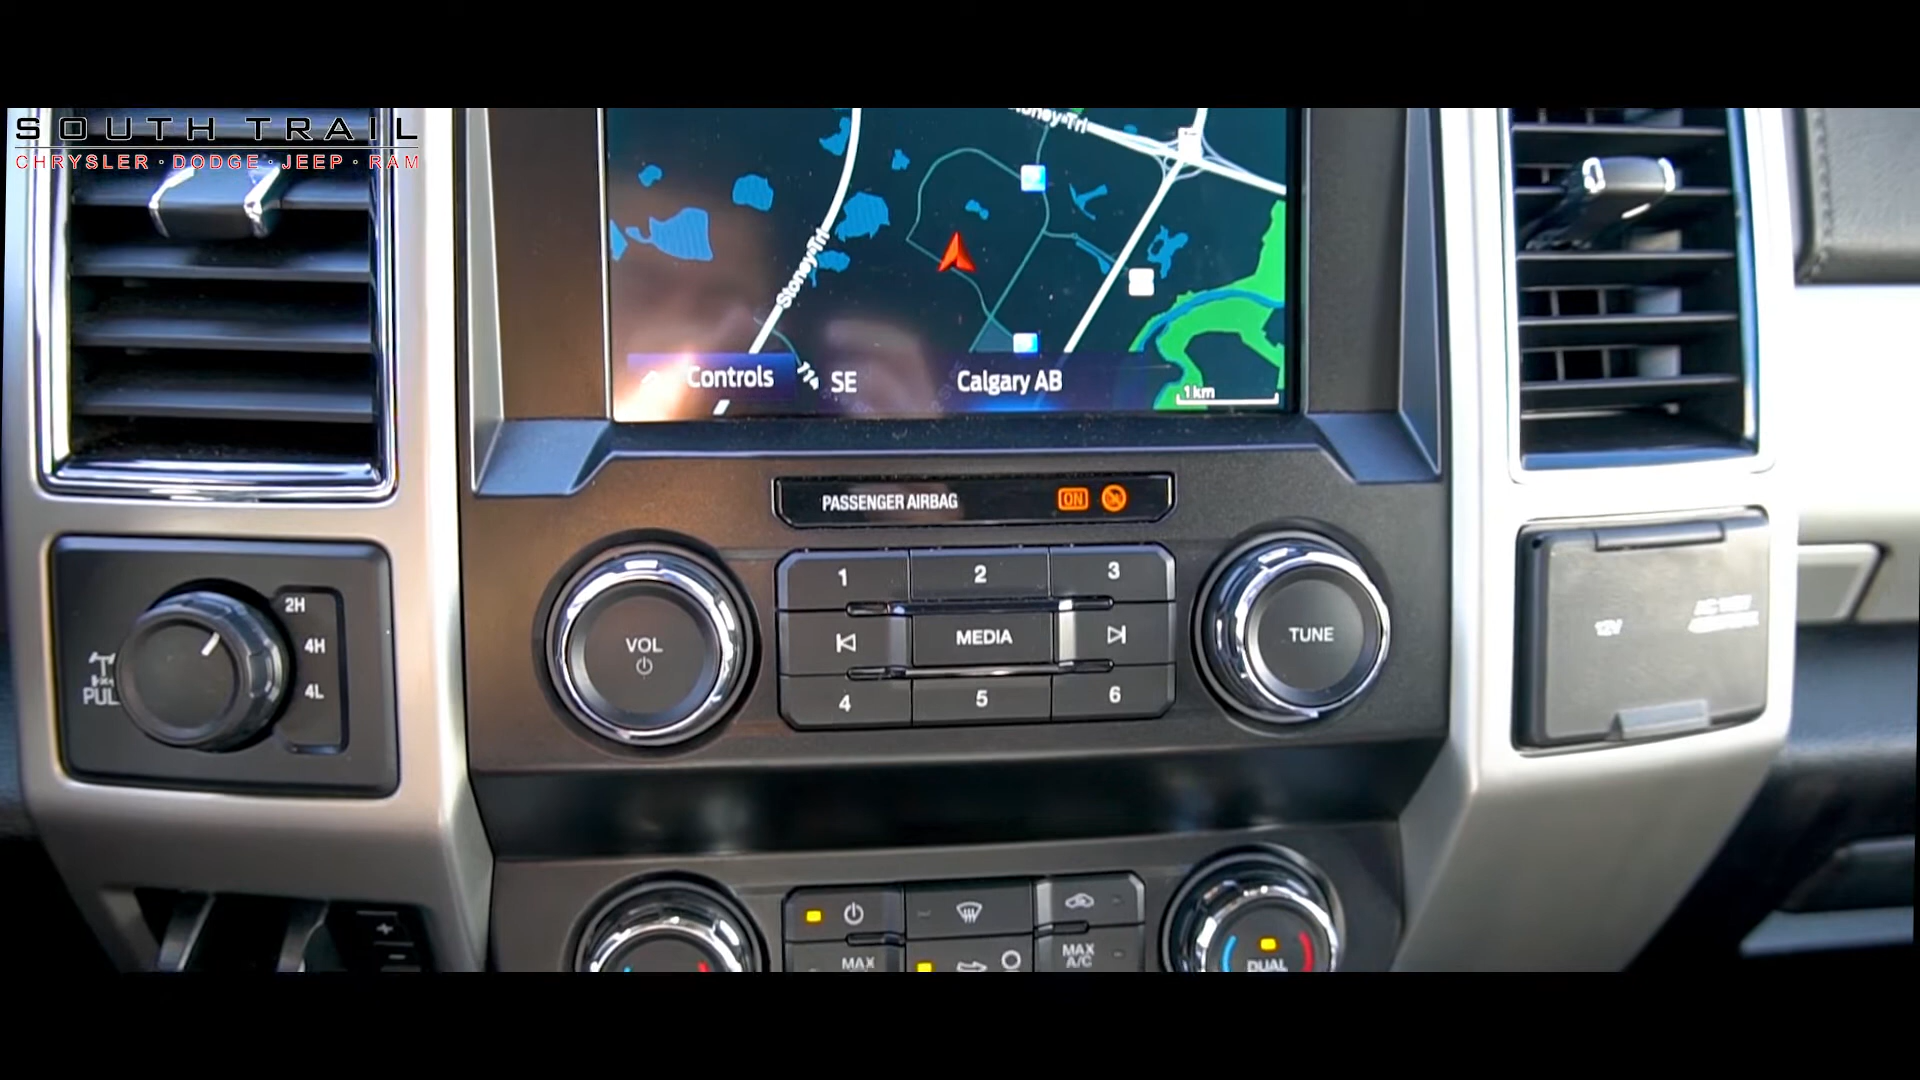 SOUTH TRAIL
CHRYSLER · DODGE · JEEP · RAM
Stoney Trl
Stoney Trl
Controls
114
SE
Calgary AB
1 km
PASSENGER AIRBAG
ON
1
2
3
VOL
MEDIA
TUNE
4
5
6
2H
4H
4L
PULL
12V
MAX
MAX
A/C
DUAL
+
-